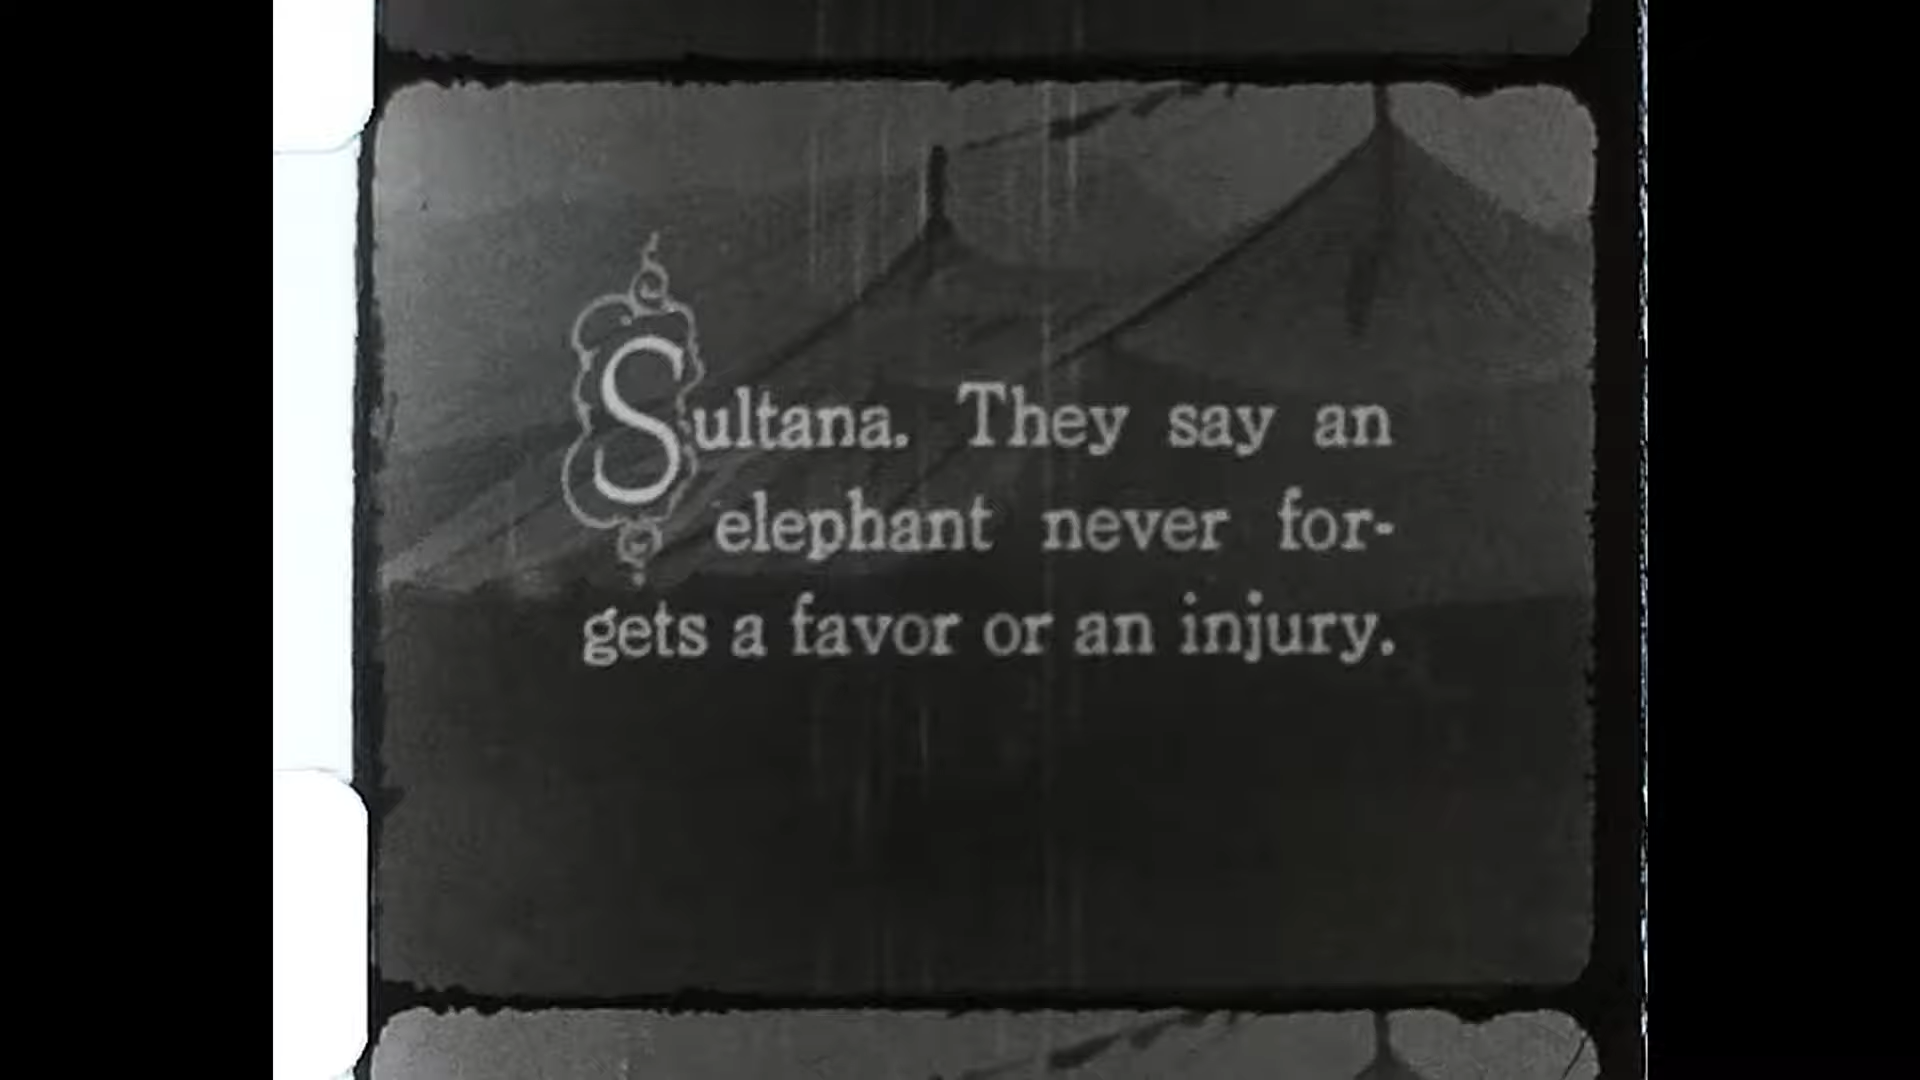 Sultana. They say an
elephant never for-
gets a favor or an injury.